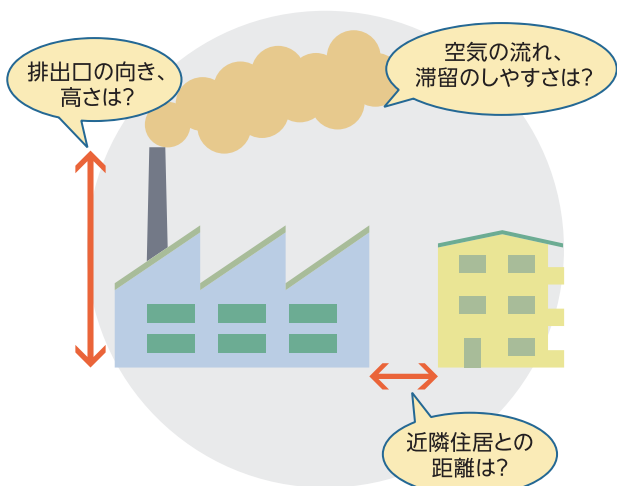 排出口の向き、
高さは?
空気の流れ、
滞留のしやすさは?
近隣住居との
距離は?